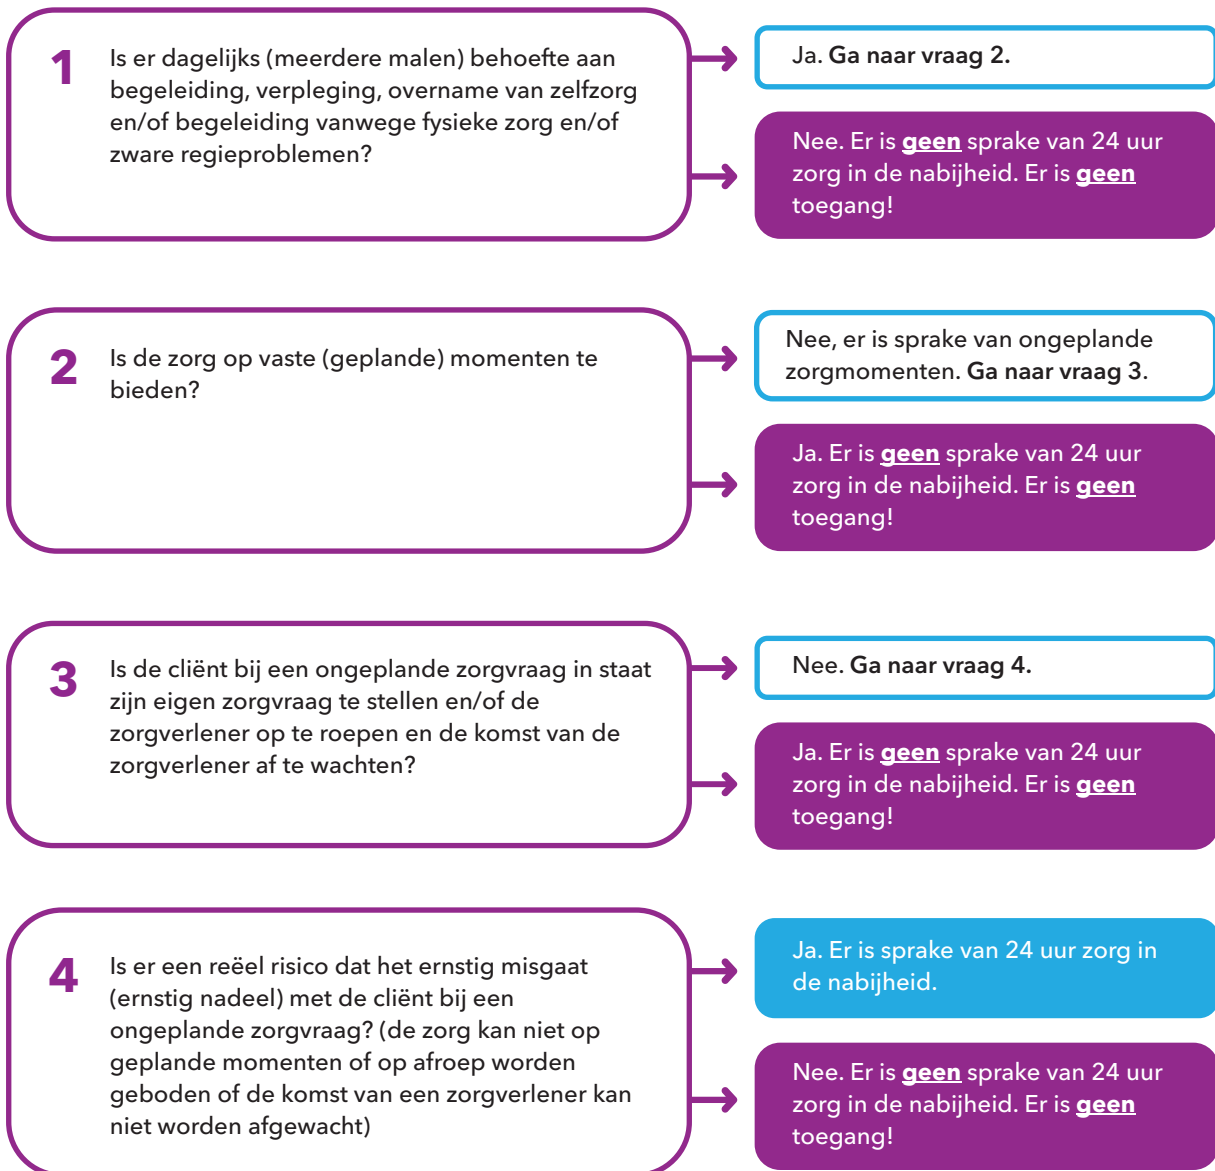 1
Is er dagelijks (meerdere malen) behoefte aan
begeleiding, verpleging, overname van zelfzorg
en/of begeleiding vanwege fysieke zorg en/of
zware regieproblemen?
Ja. Ga naar vraag 2.
Nee. Er is geen sprake van 24 uur
zorg in de nabijheid. Er is geen
toegang!
2
Is de zorg op vaste (geplande) momenten te
bieden?
Nee, er is sprake van ongeplande
zorgmomenten. Ga naar vraag 3.
Ja. Er is geen sprake van 24 uur
zorg in de nabijheid. Er is geen
toegang!
3
Is de cliënt bij een ongeplande zorgvraag in staat
zijn eigen zorgvraag te stellen en/of de
zorgverlener op te roepen en de komst van de
zorgverlener af te wachten?
Nee. Ga naar vraag 4.
Ja. Er is geen sprake van 24 uur
zorg in de nabijheid. Er is geen
toegang!
4
Is er een reëel risico dat het ernstig misgaat
(ernstig nadeel) met de cliënt bij een
ongeplande zorgvraag? (de zorg kan niet op
geplande momenten of op afroep worden
geboden of de komst van een zorgverlener kan
niet worden afgewacht)
Ja. Er is sprake van 24 uur zorg in
de nabijheid.
Nee. Er is geen sprake van 24 uur
zorg in de nabijheid. Er is geen
toegang!